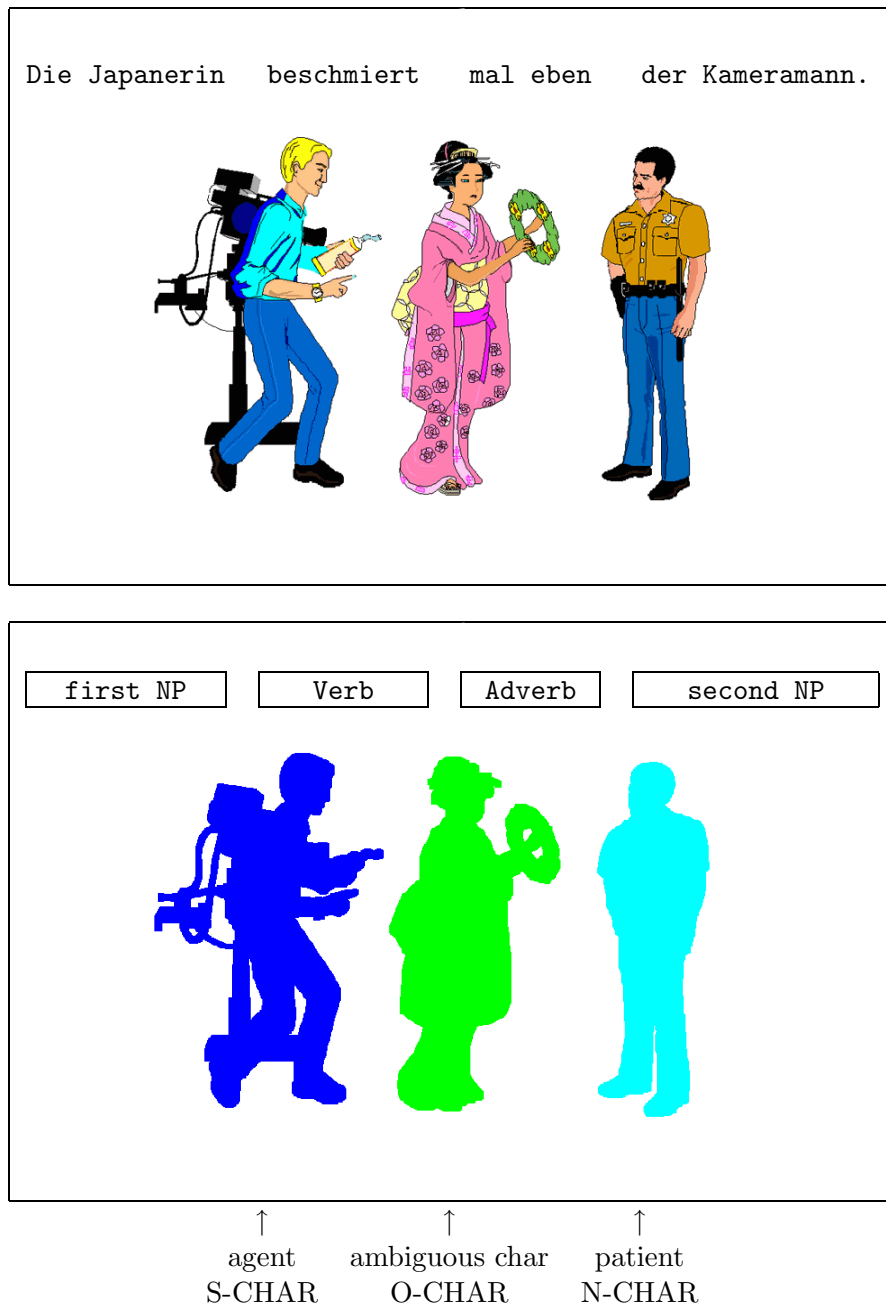 Die Japanerin beschmiert mal eben der Kameramann.
first NP Verb Adverb second NP
↑ ↑ ↑
agent ambiguous char patient
S-CHAR O-CHAR N-CHAR